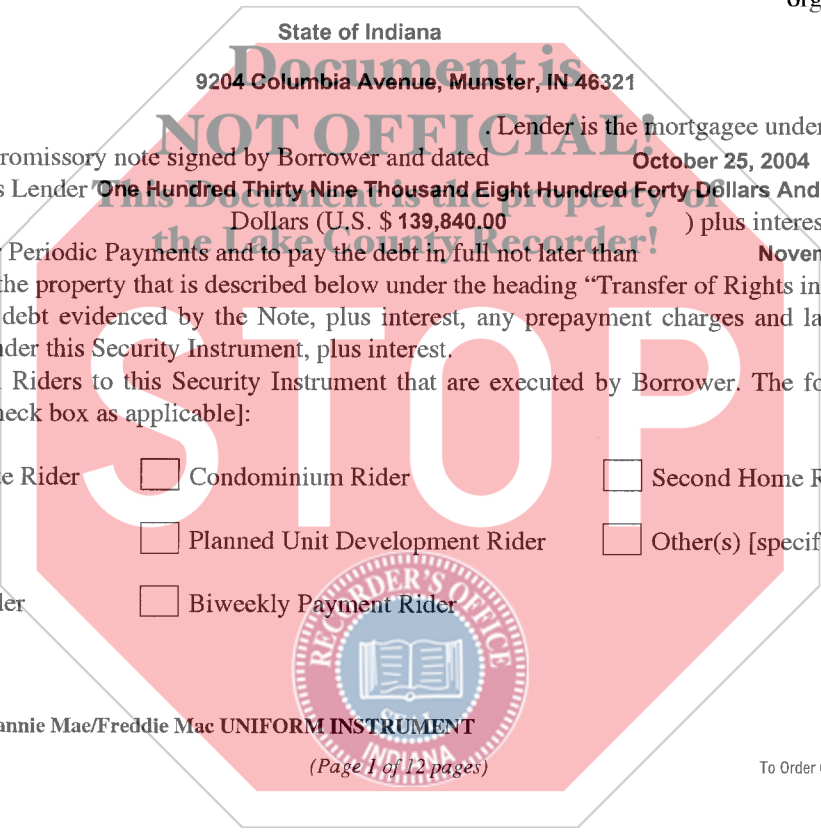 org
State of Indiana
Document is
9204 Columbia Avenue, Munster, IN 46321
NOT OFFICIAL!
. Lender is the mortgagee under
romissory note signed by Borrower and dated October 25, 2004
s Lender One Hundred Thirty Nine Thousand Eight Hundred Forty Dollars And
This Document is the property of
Dollars (U.S. $ 139,840.00 ) plus interes
the Lake County Recorder!
Periodic Payments and to pay the debt in full not later than Novem
the property that is described below under the heading “Transfer of Rights in
debt evidenced by the Note, plus interest, any prepayment charges and la
nder this Security Instrument, plus interest.
Riders to this Security Instrument that are executed by Borrower. The fo
heck box as applicable]:
STOP
e Rider Condominium Rider Second Home R
Planned Unit Development Rider Other(s) [specif
ler Biweekly Payment Rider
RECORDER'S OFFICE
SEAL
INDIANA
annie Mae/Freddie Mac UNIFORM INSTRUMENT
(Page 1 of 12 pages)
To Order